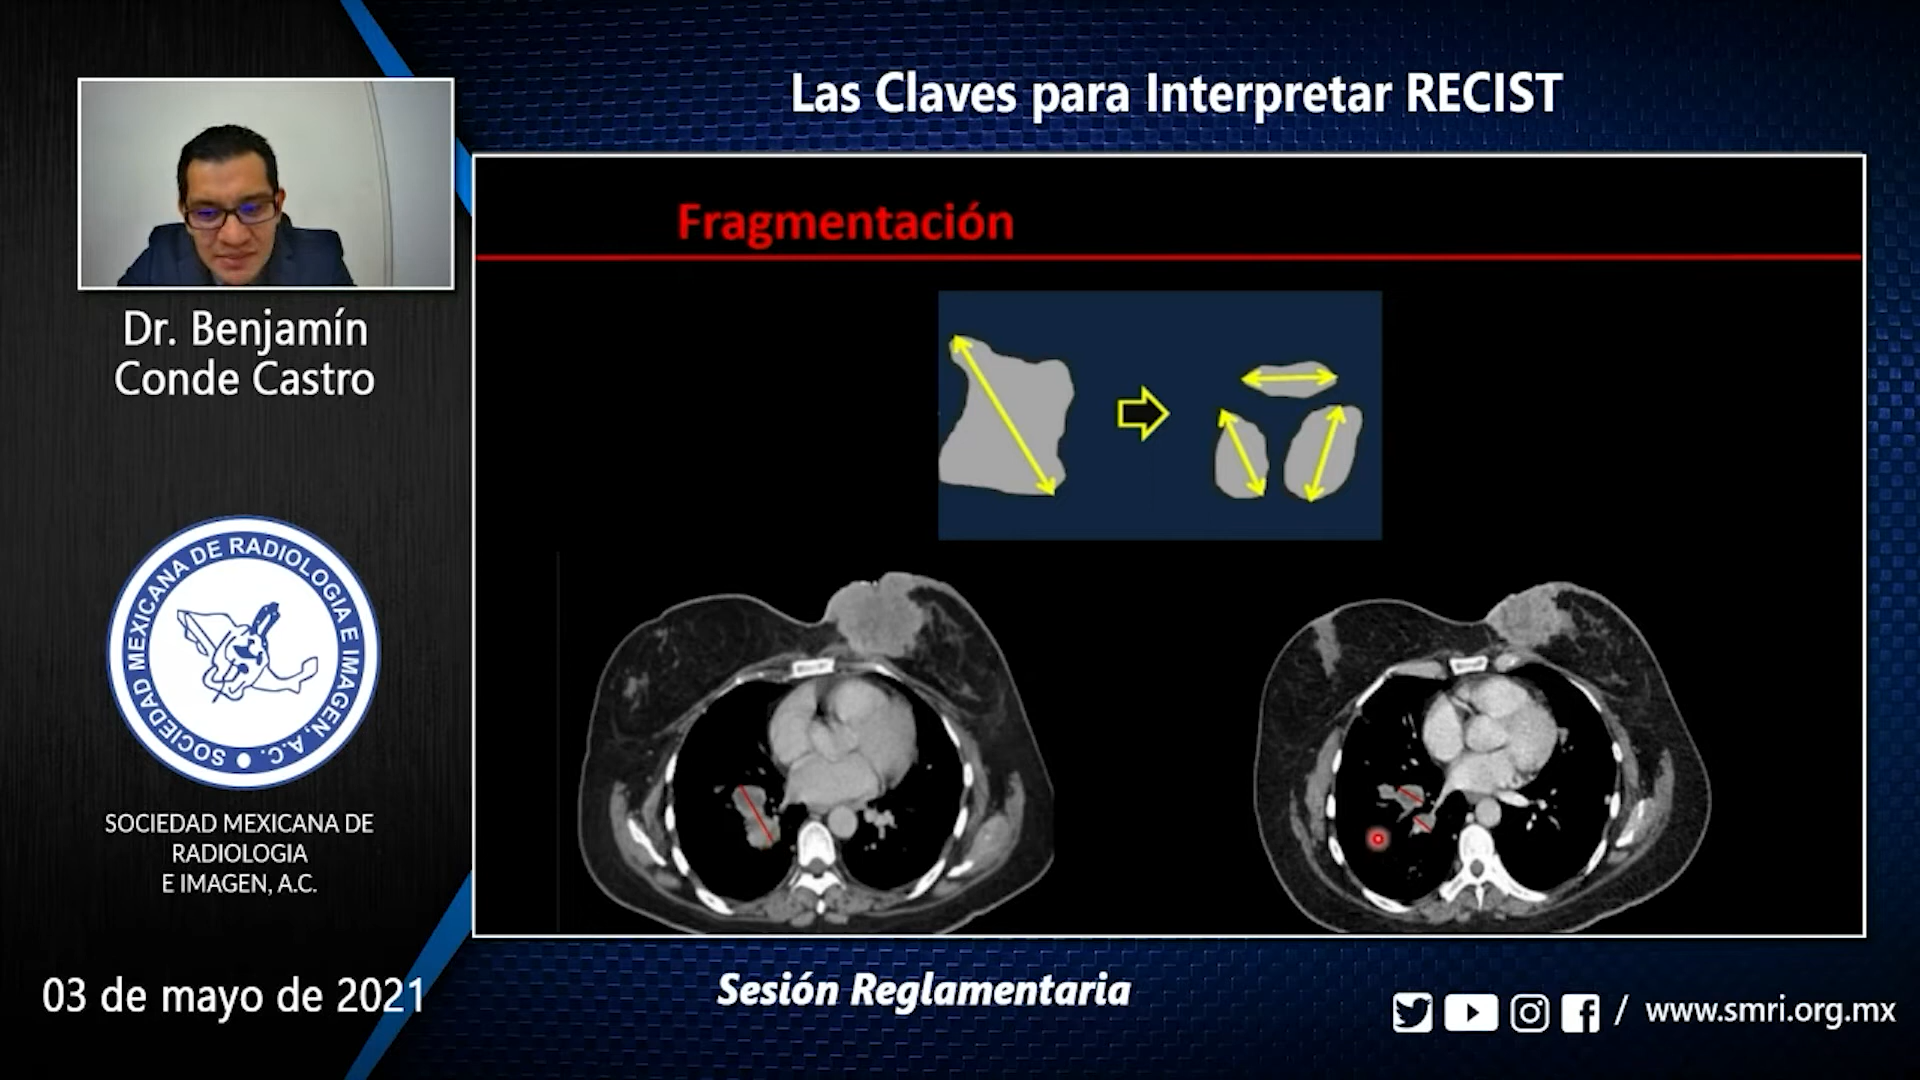 Las Claves para Interpretar RECIST
Dr. Benjamín
Conde Castro
Fragmentación
SOCIEDAD MEXICANA DE RADIOLOGIA E IMAGEN, A.C.
SOCIEDAD MEXICANA DE
RADIOLOGIA
E IMAGEN, A.C.
03 de mayo de 2021
Sesión Reglamentaria
/ www.smri.org.mx